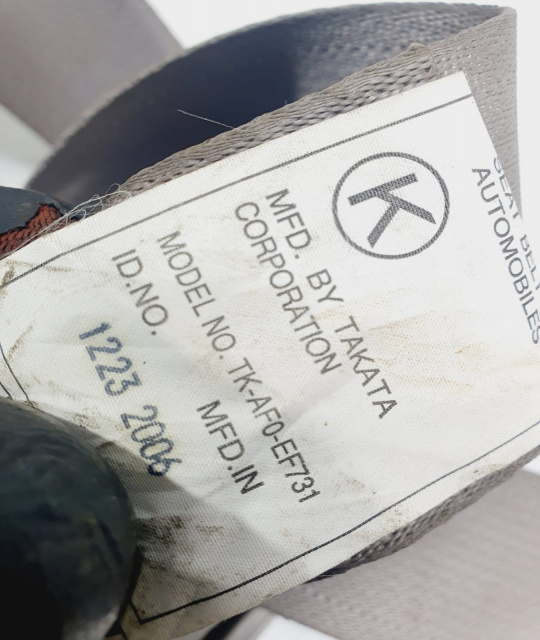 SEAT BELT
AUTOMOBILES
K
MFD. BY TAKATA
CORPORATION
MODEL NO. TK-AF0-EF731
ID.NO. MFD.IN
1223 2006